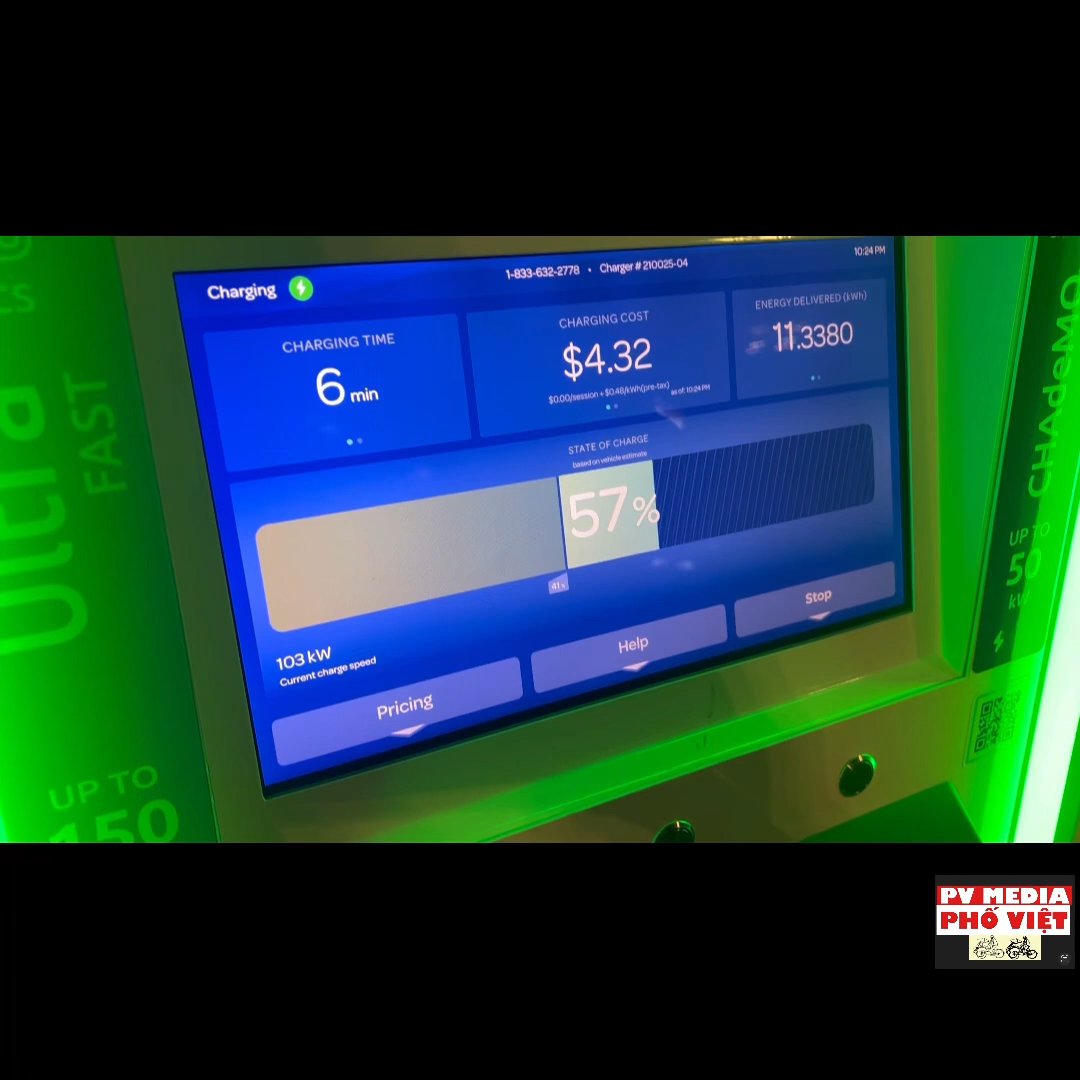 Charging
1-833-632-2778 • Charger # 210025-04
10:24 PM
CHARGING TIME
6 min
CHARGING COST
$4.32
$0.00/session + $0.48/kWh(pre-tax) as of: 10:24 PM
ENERGY DELIVERED (kWh)
11.3380
STATE OF CHARGE
based on vehicle estimate
57%
41%
103 kW
Current charge speed
Pricing
Help
Stop
Ultra
FAST
UP TO
150
CHAdeMO
UP TO
50
kW
PV MEDIA
PHỐ VIỆT